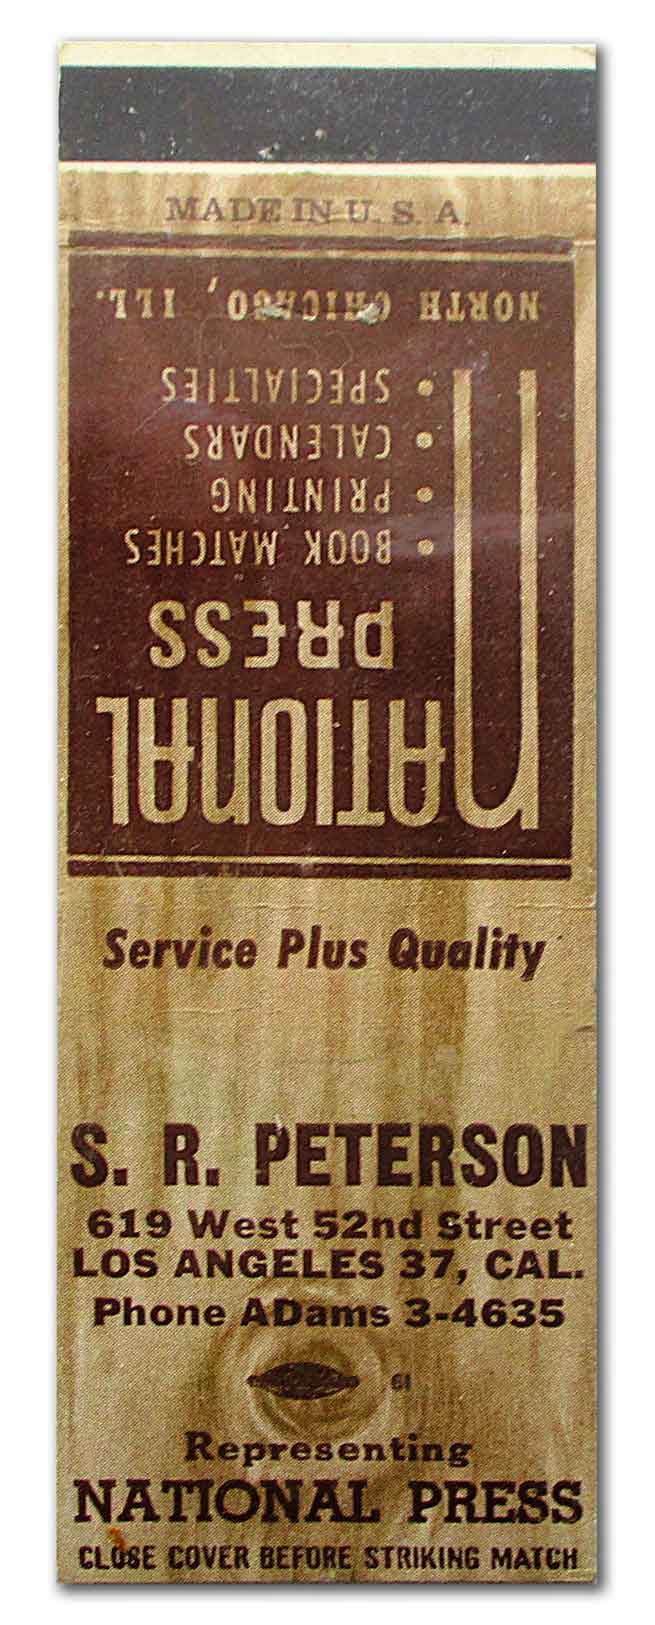 MADE IN U. S. A.
NATIONAL
PRESS
• BOOK MATCHES
• PRINTING
• CALENDARS
• SPECIALTIES
NORTH CHICAGO, ILL.
Service Plus Quality
S. R. PETERSON
619 West 52nd Street
LOS ANGELES 37, CAL.
Phone ADams 3-4635
61
Representing
NATIONAL PRESS
CLOSE COVER BEFORE STRIKING MATCH